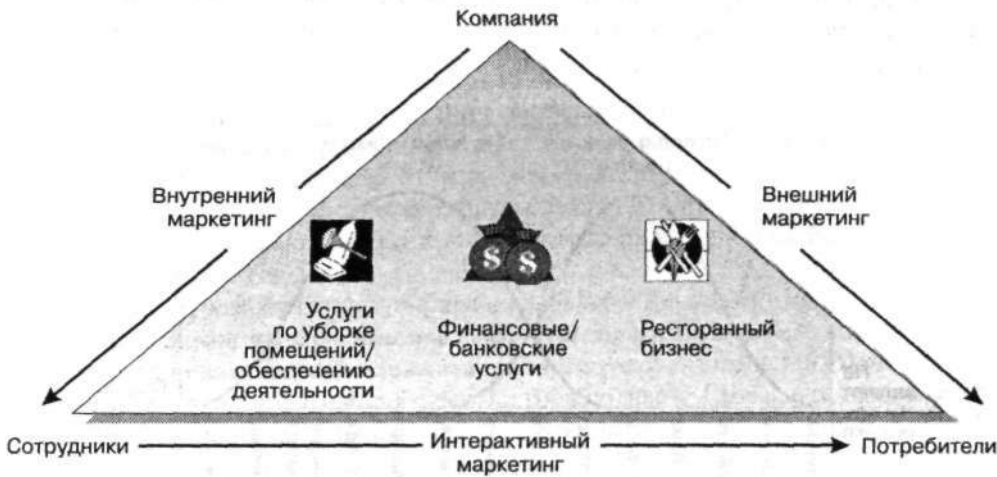 Компания
Внутренний
маркетинг
Внешний
маркетинг
$ $
Услуги
по уборке
помещений/
обеспечению
деятельности
Финансовые/
банковские
услуги
Ресторанный
бизнес
Сотрудники
Интерактивный
маркетинг
Потребители